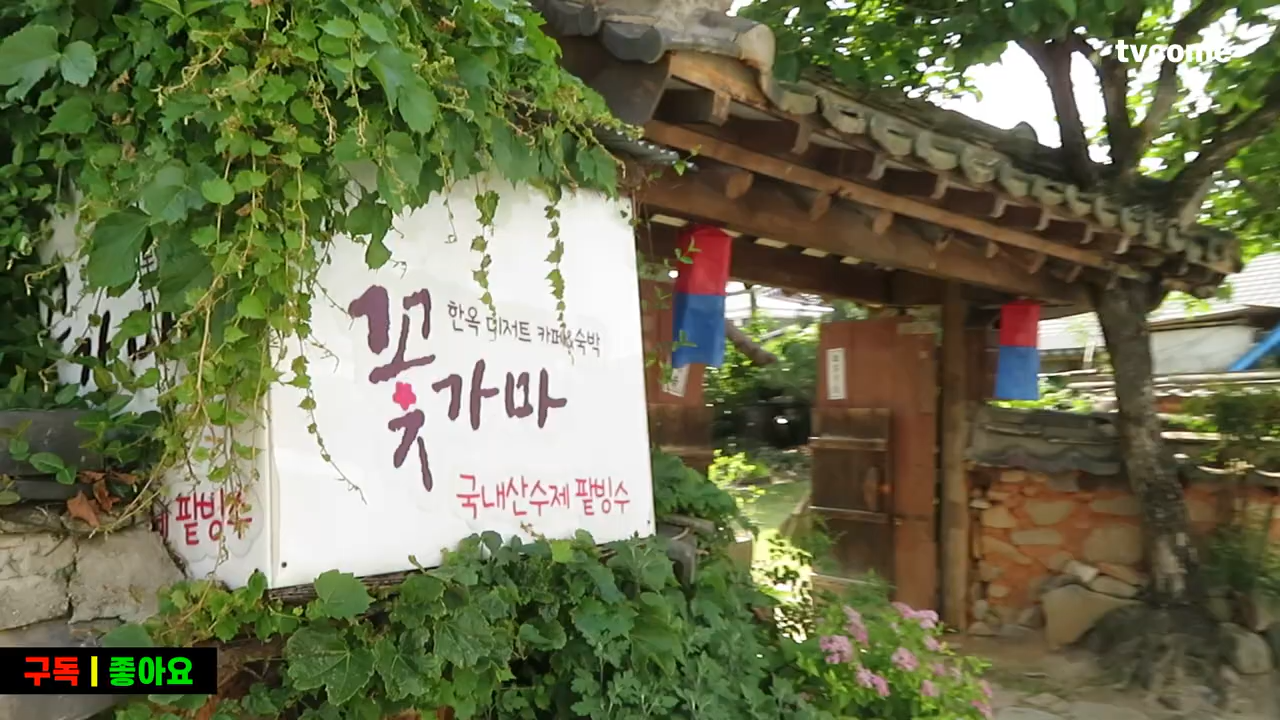 tvcome
한옥 디저트 카페&숙박
꽃가마
국내산수제 팥빙수
제 팥빙수
구독 | 좋아요